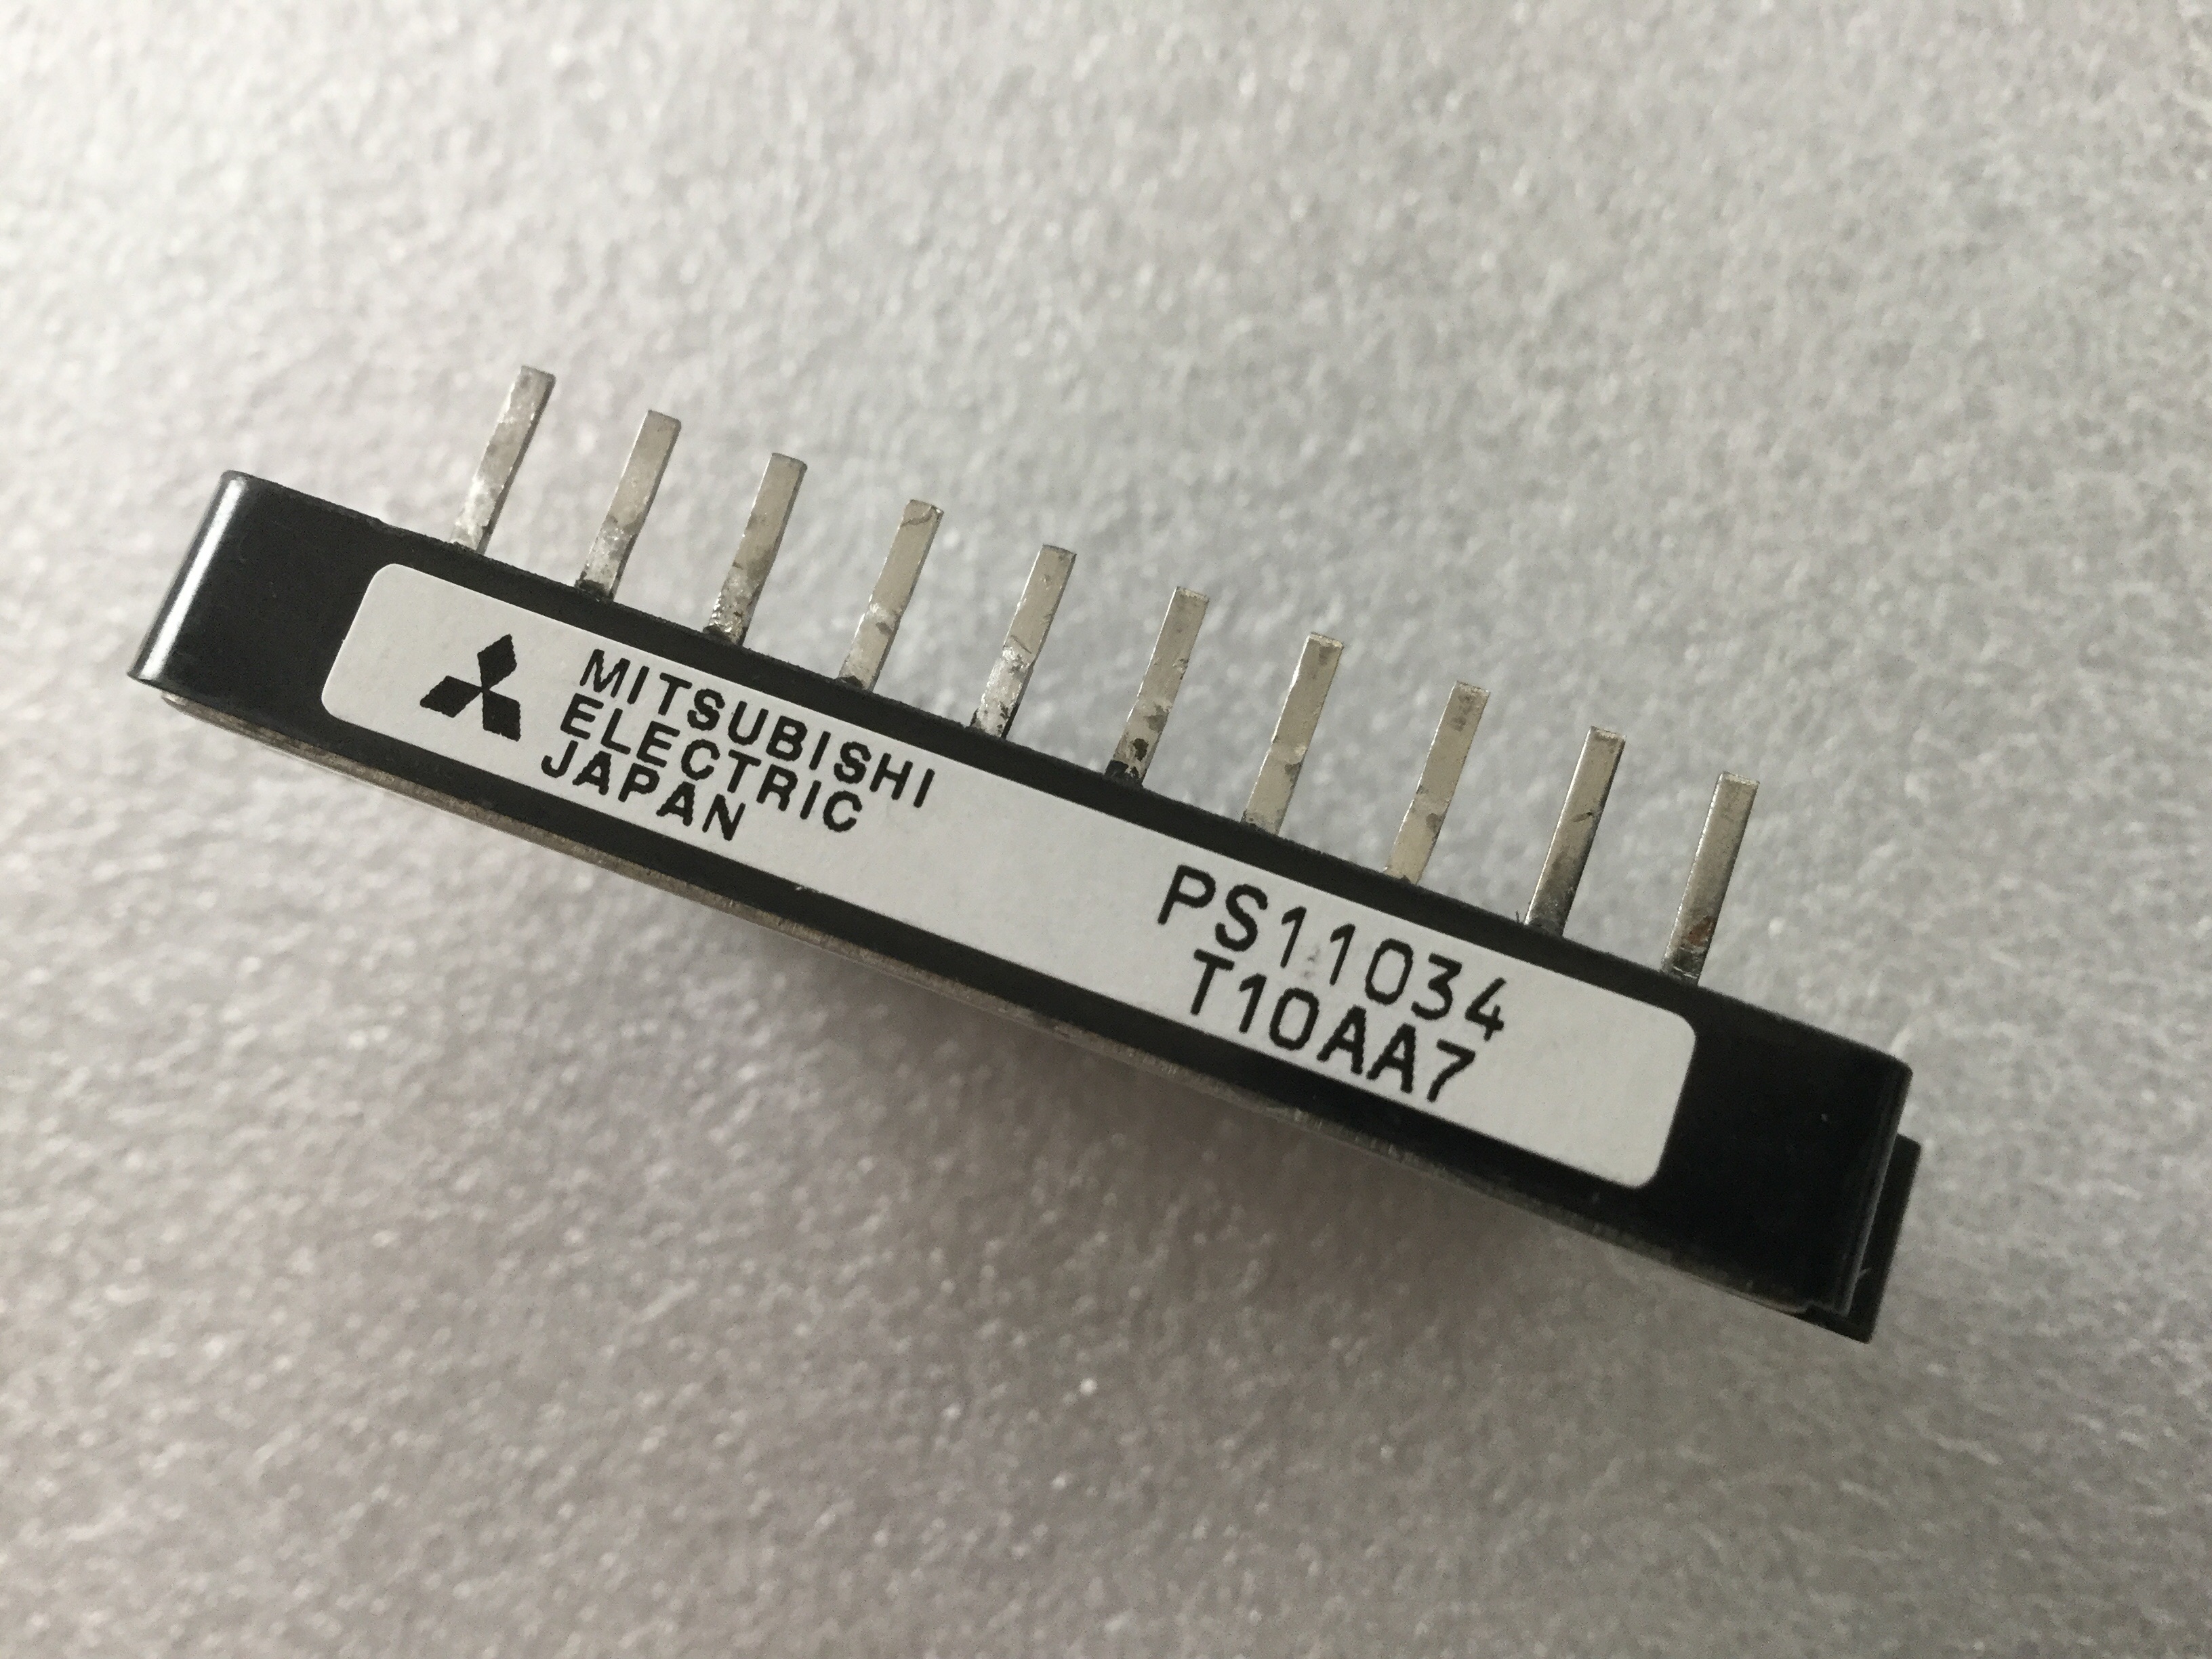 MITSUBISHI
ELECTRIC
JAPAN
PS11034
T10AA7